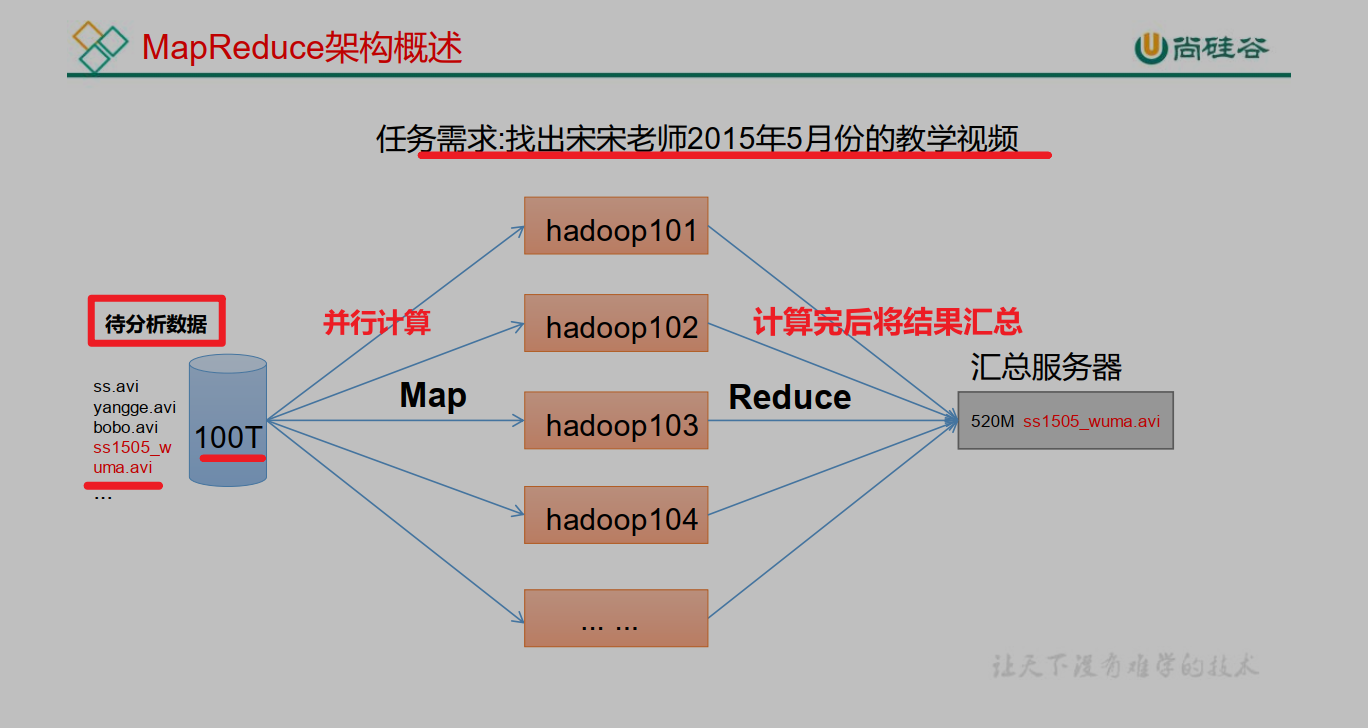 MapReduce架构概述
尚硅谷
任务需求:找出宋宋老师2015年5月份的教学视频
hadoop101
待分析数据
并行计算
hadoop102
计算完后将结果汇总
汇总服务器
ss.avi
yangge.avi
bobo.avi
ss1505_w
uma.avi
...
100T
Map
hadoop103
Reduce
520M ss1505_wuma.avi
hadoop104
... ...
让天下没有难学的技术